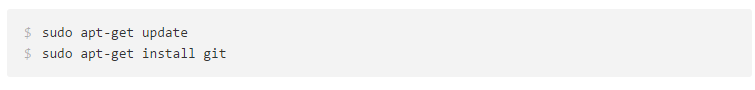 $ sudo apt-get update
$ sudo apt-get install git